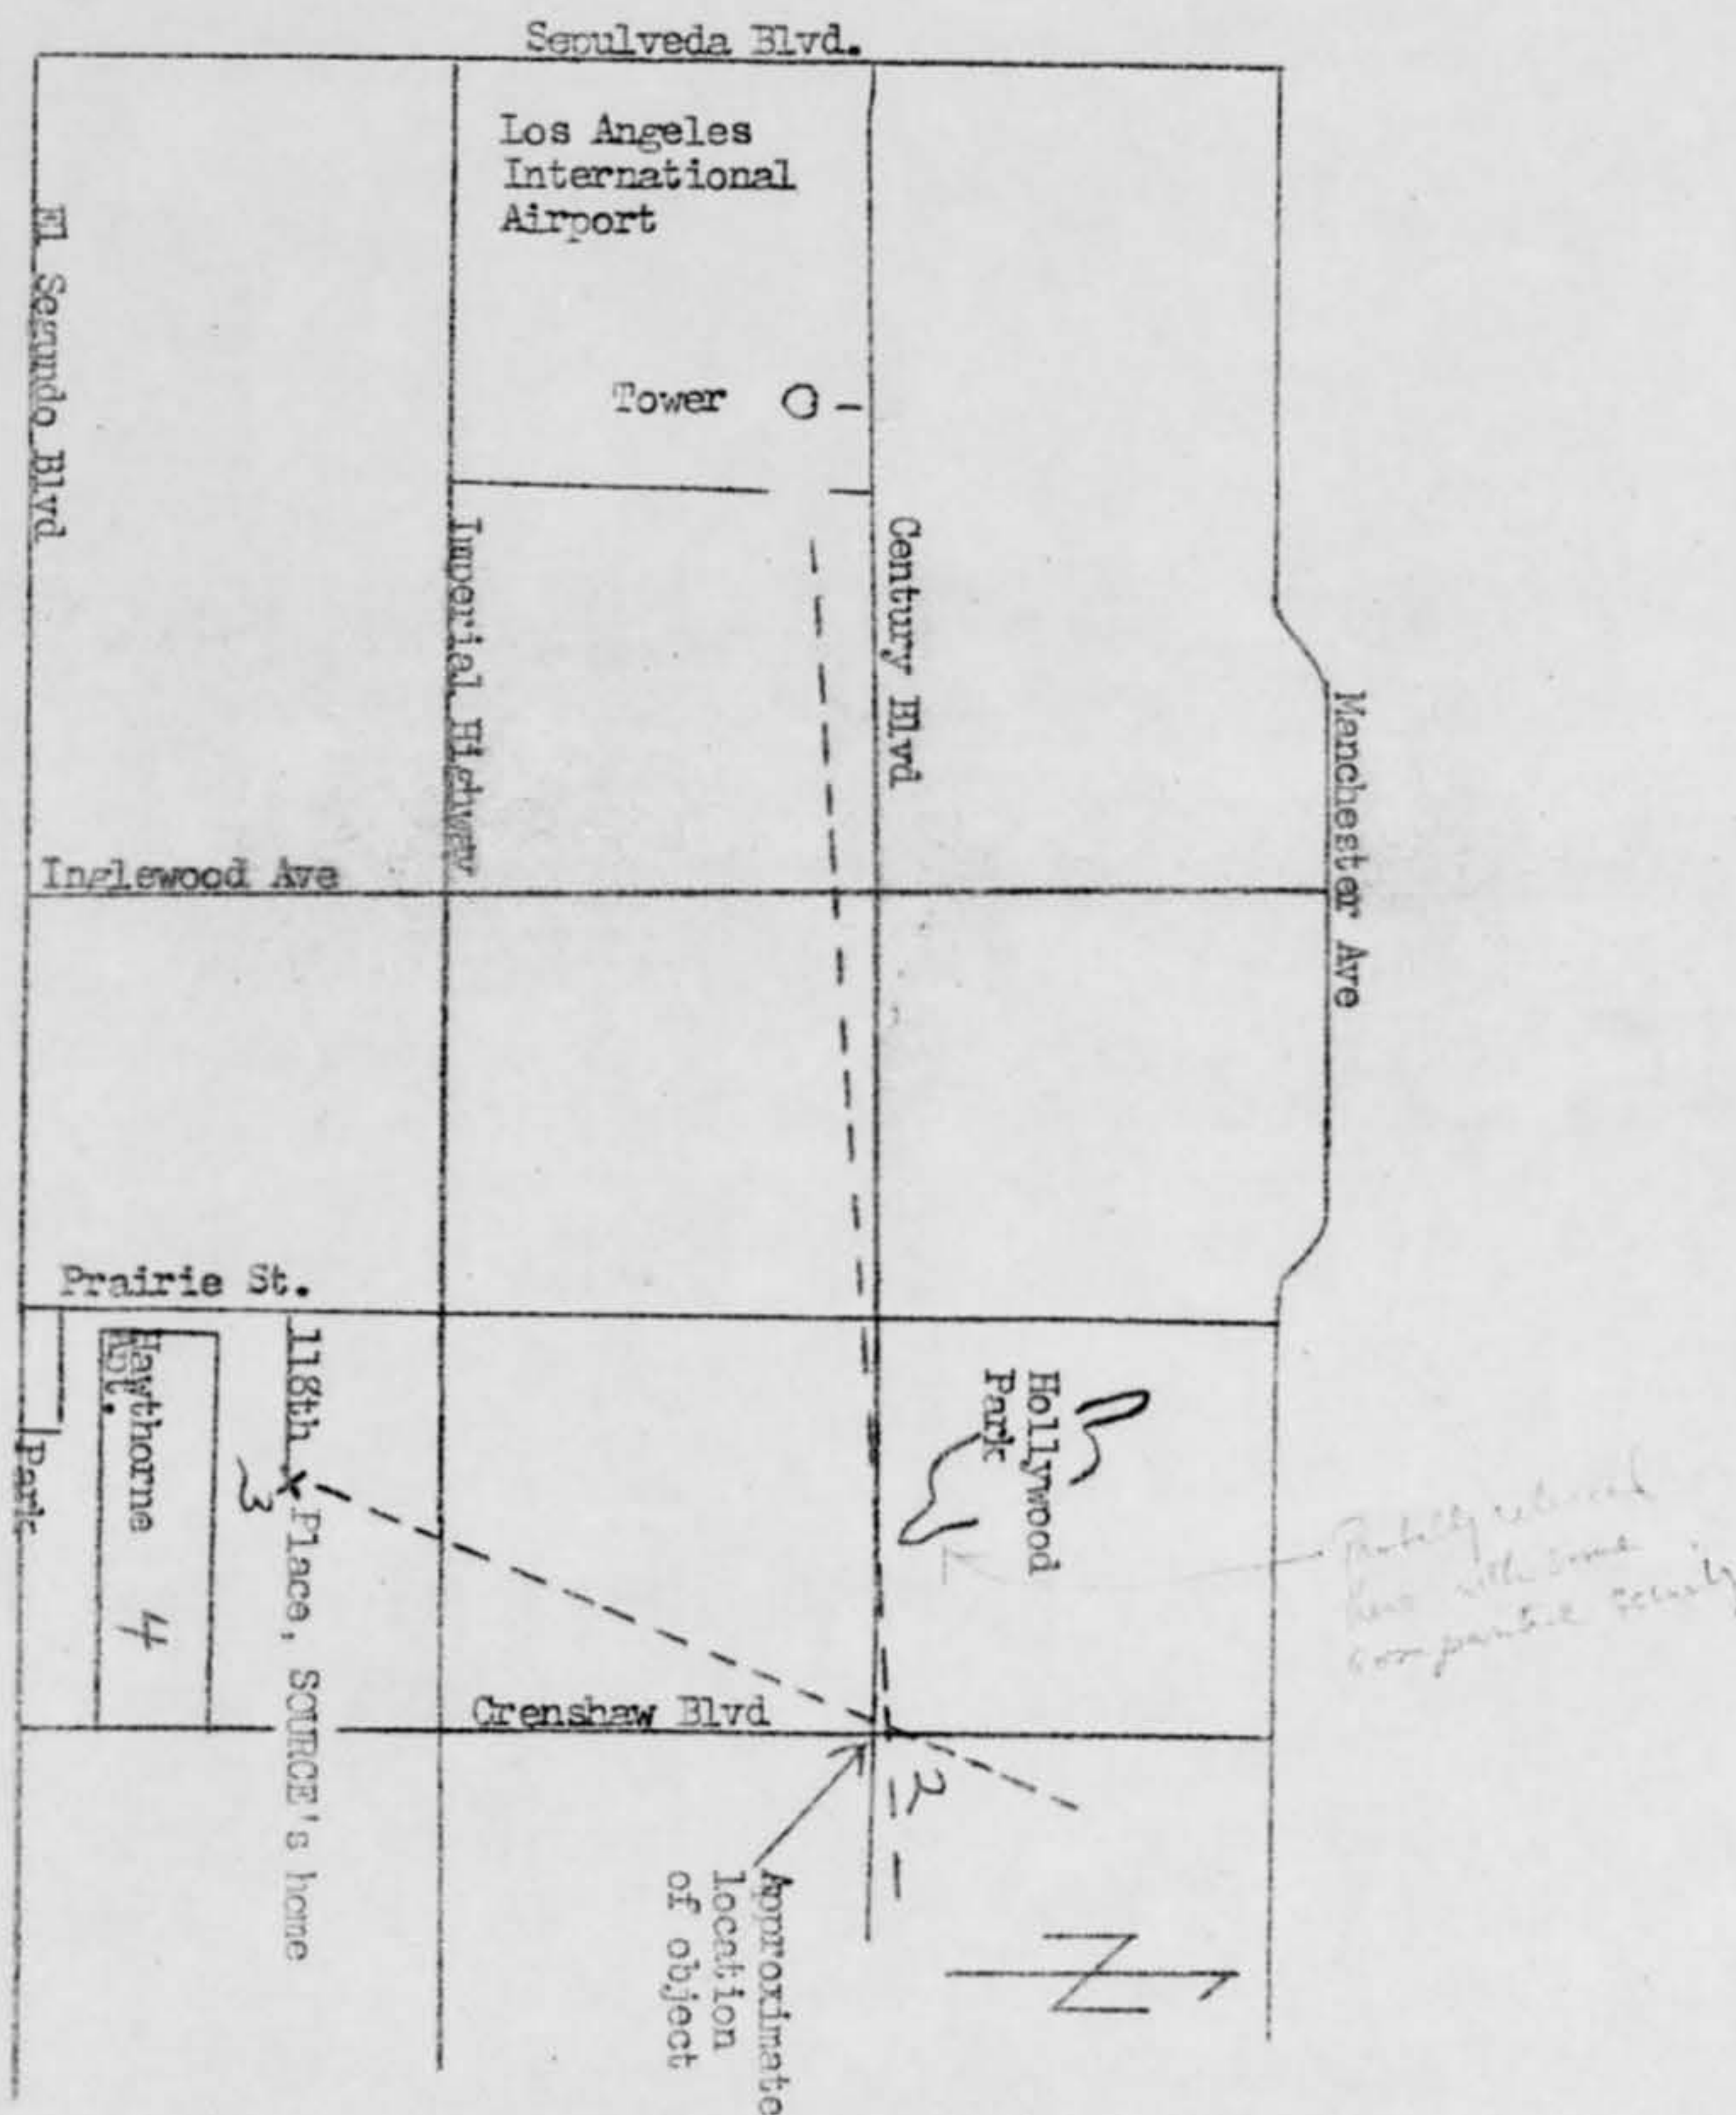 Sepulveda Blvd.
Los Angeles
International
Airport
El Segundo Blvd
Tower
Imperial Highway
Century Blvd
Manchester Ave
Inglewood Ave
Prairie St.
118th x Place, SOURCE's home
Hawthorne
Apt.
4
3
Park
Hollywood
Park
Crenshaw Blvd
2
Approximate
location
of object
N